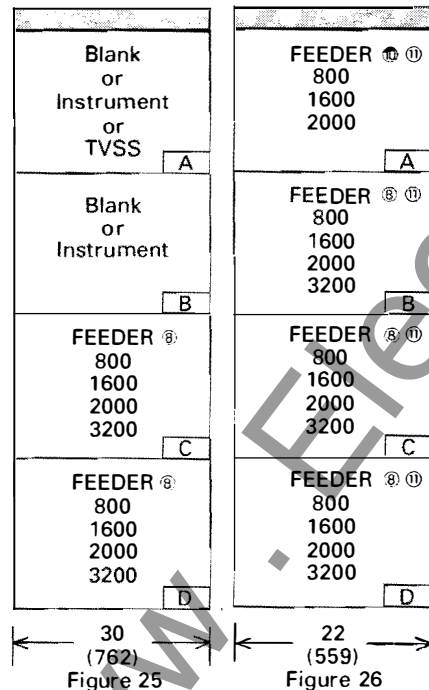 Blank
or
Instrument
or
TVSS
A
Blank
or
Instrument
B
FEEDER ⑧
800
1600
2000
3200
C
FEEDER ⑧
800
1600
2000
3200
D
30
(762)
Figure 25
FEEDER ⑩ ⑪
800
1600
2000
A
FEEDER ⑧ ⑪
800
1600
2000
3200
B
FEEDER ⑧ ⑪
800
1600
2000
3200
C
FEEDER ⑧ ⑪
800
1600
2000
3200
D
22
(559)
Figure 26
w . Ele